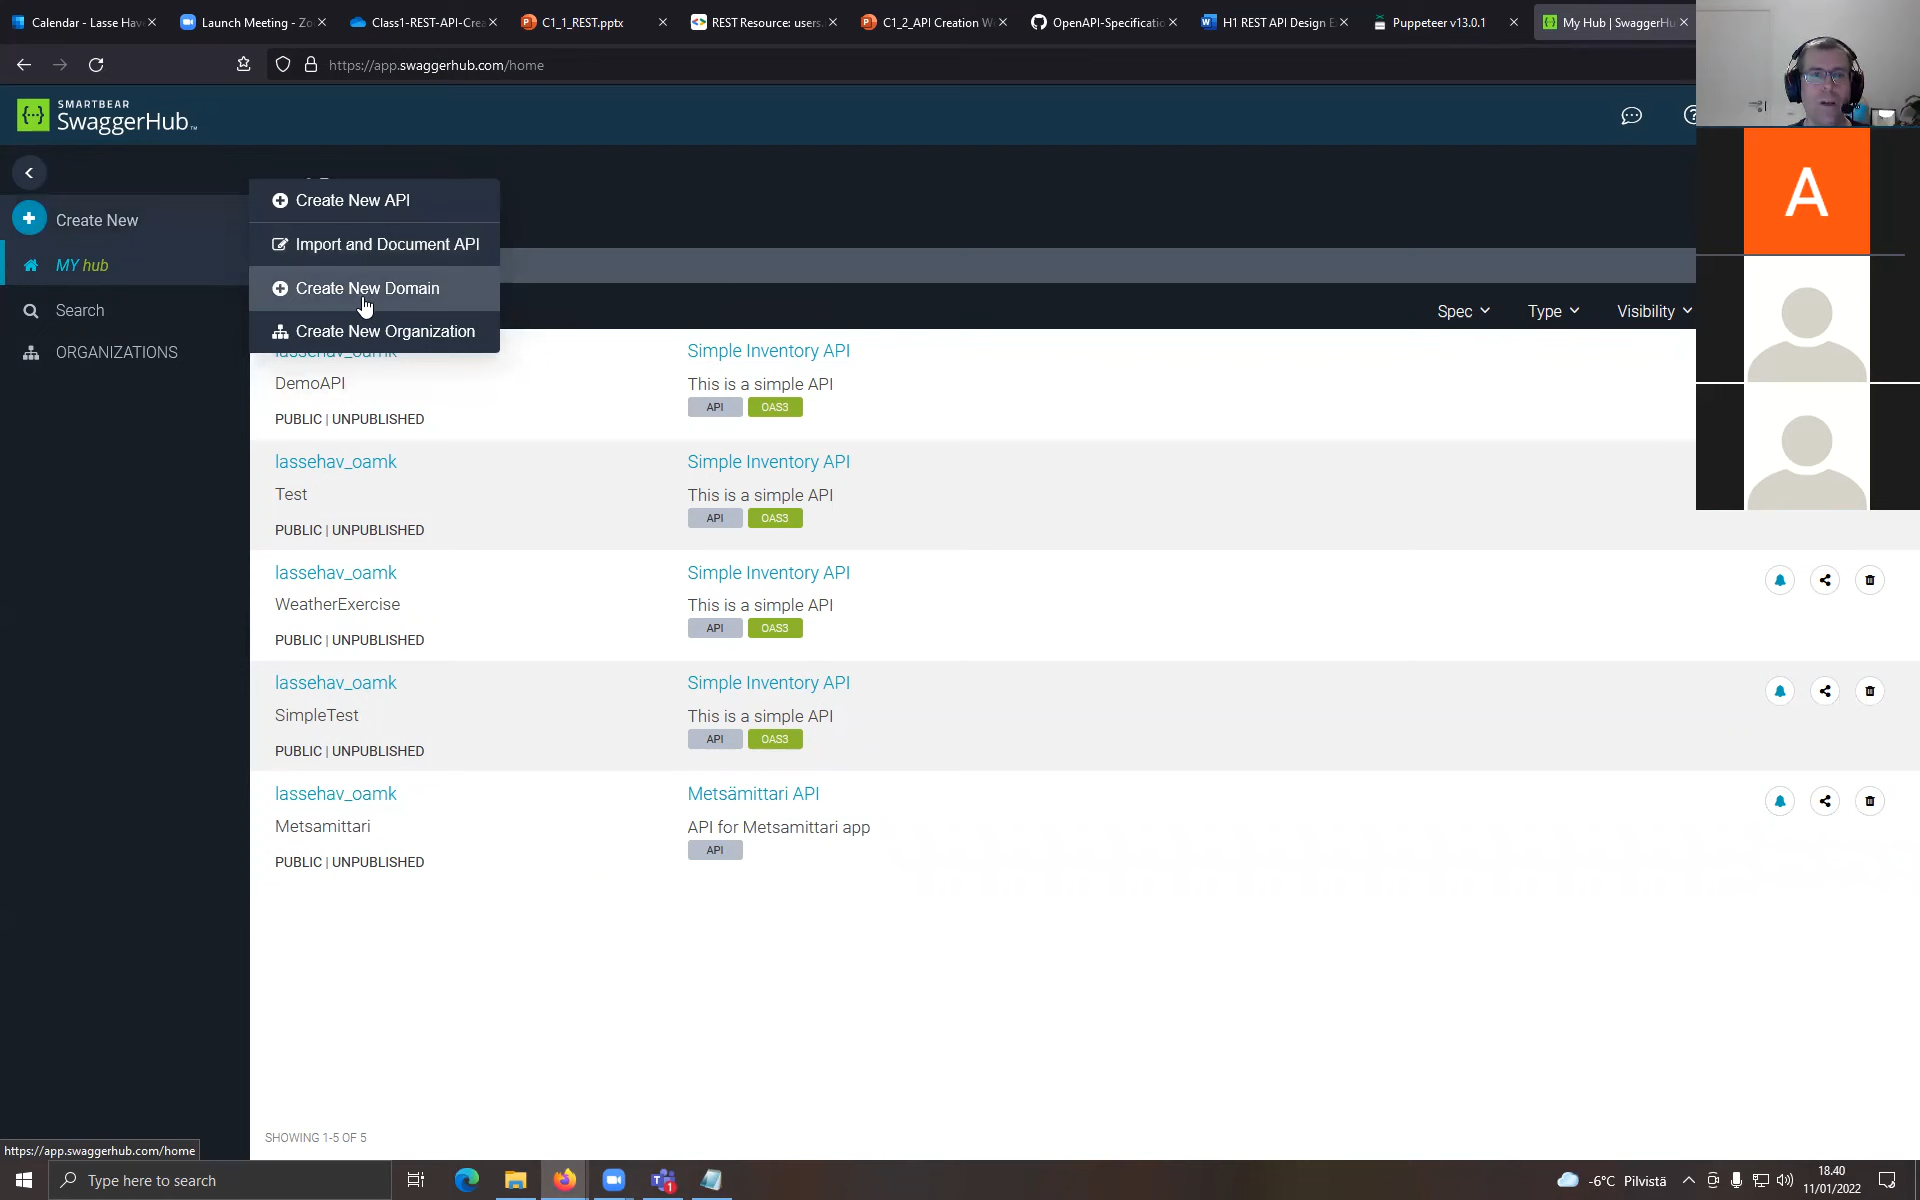 Calendar - Lasse Hav
Launch Meeting - Zo
Class1-REST-API-Crea
C1_1_REST.pptx
REST Resource: users.
C1_2_API Creation W
OpenAPI-Specificatio
H1 REST API Design E
Puppeteer v13.0.1
My Hub | SwaggerHu
https://app.swaggerhub.com/home
SMARTBEAR
SwaggerHub™
Create New
MY hub
Search
ORGANIZATIONS
Create New API
Import and Document API
Create New Domain
Create New Organization
Spec
Type
Visibility
A
lassehav_oamk
Simple Inventory API
DemoAPI
This is a simple API
API
OAS3
PUBLIC | UNPUBLISHED
lassehav_oamk
Simple Inventory API
Test
This is a simple API
API
OAS3
PUBLIC | UNPUBLISHED
lassehav_oamk
Simple Inventory API
WeatherExercise
This is a simple API
API
OAS3
PUBLIC | UNPUBLISHED
lassehav_oamk
Simple Inventory API
SimpleTest
This is a simple API
API
OAS3
PUBLIC | UNPUBLISHED
lassehav_oamk
Metsämittari API
Metsamittari
API for Metsamittari app
API
PUBLIC | UNPUBLISHED
SHOWING 1-5 OF 5
https://app.swaggerhub.com/home
Type here to search
1
-6°C Pilvistä
18.40
11/01/2022